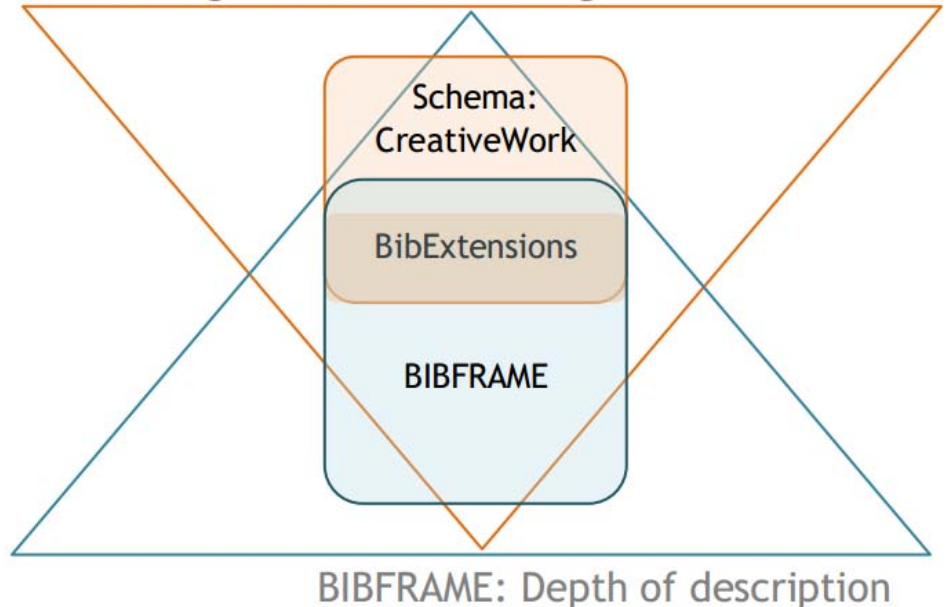 Schema:
CreativeWork
BibExtensions
BIBFRAME
BIBFRAME: Depth of description